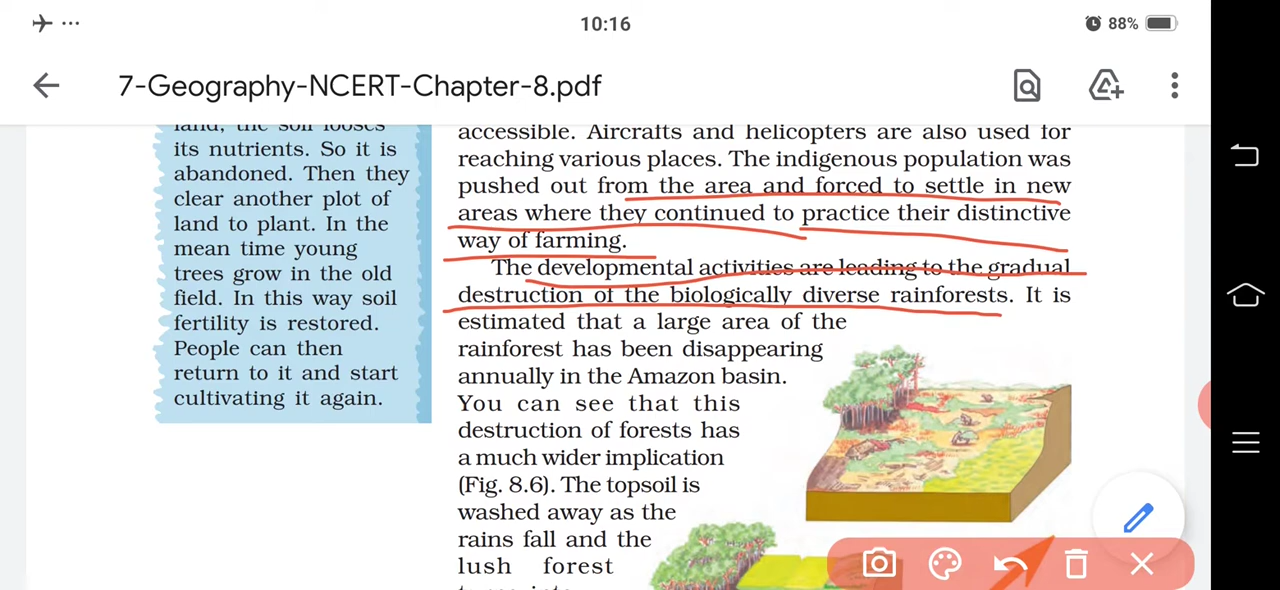 10:16
88%
7-Geography-NCERT-Chapter-8.pdf
land, the soil looses
its nutrients. So it is
abandoned. Then they
clear another plot of
land to plant. In the
mean time young
trees grow in the old
field. In this way soil
fertility is restored.
People can then
return to it and start
cultivating it again.
accessible. Aircrafts and helicopters are also used for
reaching various places. The indigenous population was
pushed out from the area and forced to settle in new
areas where they continued to practice their distinctive
way of farming.
The developmental activities are leading to the gradual
destruction of the biologically diverse rainforests. It is
estimated that a large area of the
rainforest has been disappearing
annually in the Amazon basin.
You can see that this
destruction of forests has
a much wider implication
(Fig. 8.6). The topsoil is
washed away as the
rains fall and the
lush forest